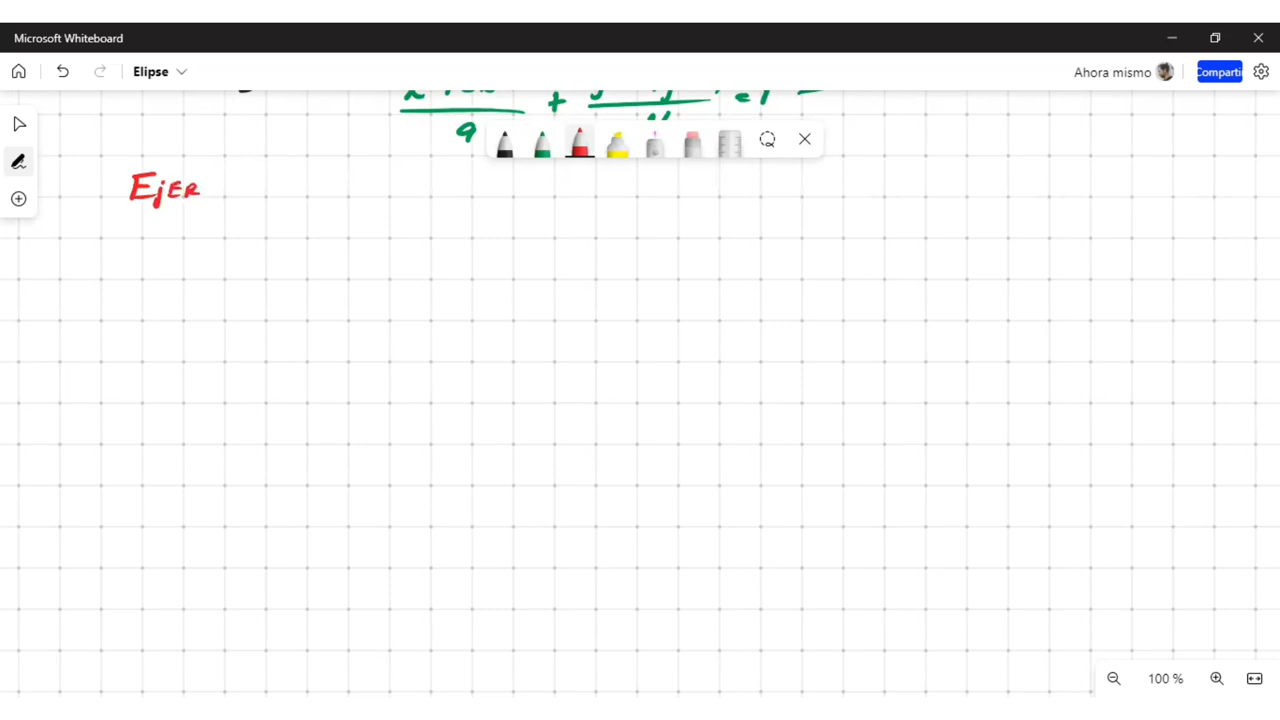 Microsoft Whiteboard
Elipse
Ahora mismo
Comparti
+
9
EjER
100 %